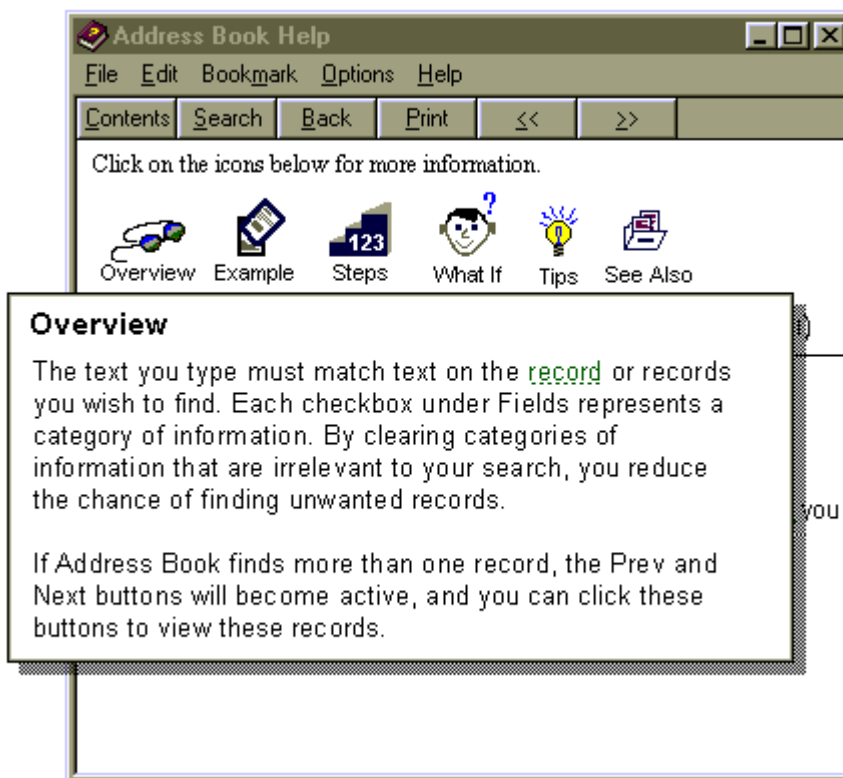 Address Book Help
File Edit Bookmark Options Help
Contents Search Back Print << >>
Click on the icons below for more information.
?
123
Overview Example Steps What If Tips See Also
)
Overview
The text you type must match text on the record or records
you wish to find. Each checkbox under Fields represents a
category of information. By clearing categories of
information that are irrelevant to your search, you reduce
the chance of finding unwanted records.
you
If Address Book finds more than one record, the Prev and
Next buttons will become active, and you can click these
buttons to view these records.